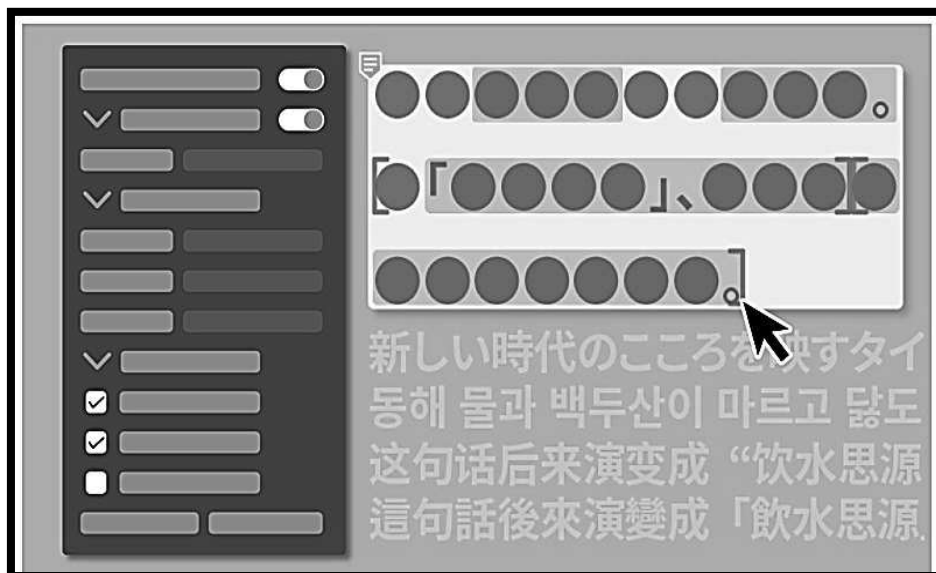 。
「」、
。
新しい時代のこころを映すタイ
동해 물과 백두산이 마르고 닳도
这句话后来演变成“饮水思源
這句話後來演變成「飲水思源